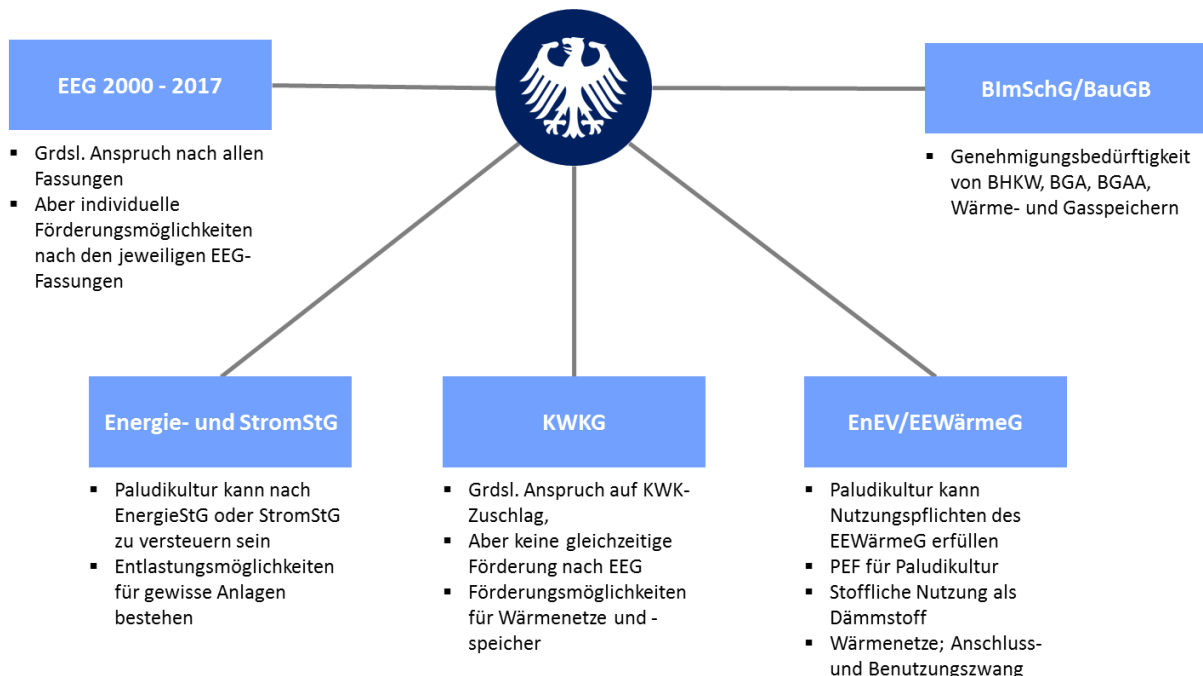 EEG 2000 - 2017
▪ Grdsl. Anspruch nach allen
Fassungen
▪ Aber individuelle
Förderungsmöglichkeiten
nach den jeweiligen EEG-
Fassungen
BImSchG/BauGB
▪ Genehmigungsbedürftigkeit
von BHKW, BGA, BGAA,
Wärme- und Gasspeichern
Energie- und StromStG
▪ Paludikultur kann nach
EnergieStG oder StromStG
zu versteuern sein
▪ Entlastungsmöglichkeiten
für gewisse Anlagen
bestehen
KWKG
▪ Grdsl. Anspruch auf KWK-
Zuschlag,
▪ Aber keine gleichzeitige
Förderung nach EEG
▪ Förderungsmöglichkeiten
für Wärmenetze und -
speicher
EnEV/EEWärmeG
▪ Paludikultur kann
Nutzungspflichten des
EEWärmeG erfüllen
▪ PEF für Paludikultur
▪ Stoffliche Nutzung als
Dämmstoff
▪ Wärmenetze; Anschluss-
und Benutzungszwang